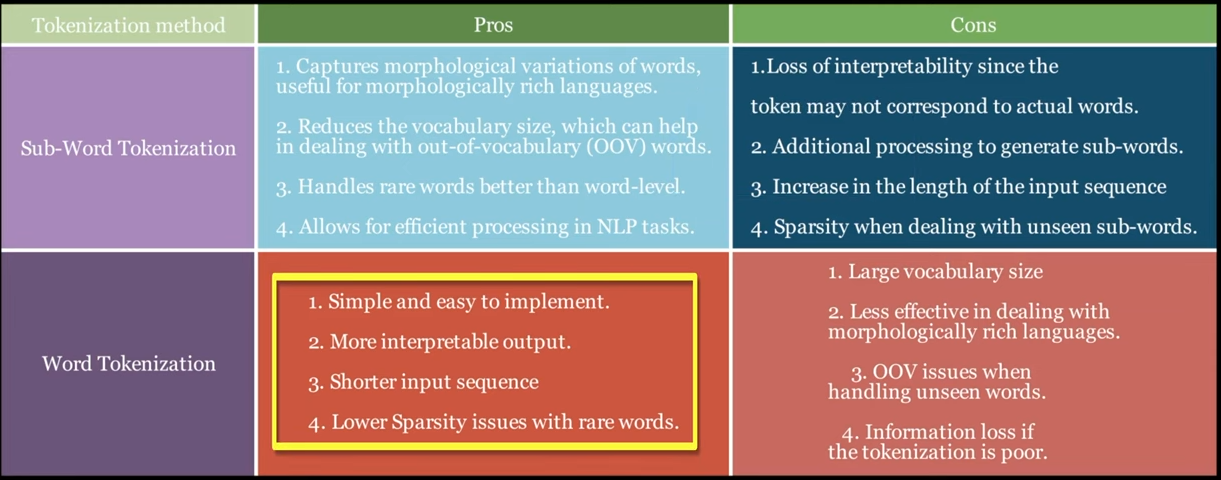 Tokenization method
Pros
Cons
Sub-Word Tokenization
1. Captures morphological variations of words,
useful for morphologically rich languages.
2. Reduces the vocabulary size, which can help
in dealing with out-of-vocabulary (OOV) words.
3. Handles rare words better than word-level.
4. Allows for efficient processing in NLP tasks.
1.Loss of interpretability since the
token may not correspond to actual words.
2. Additional processing to generate sub-words.
3. Increase in the length of the input sequence
4. Sparsity when dealing with unseen sub-words.
Word Tokenization
1. Simple and easy to implement.
2. More interpretable output.
3. Shorter input sequence
4. Lower Sparsity issues with rare words.
1. Large vocabulary size
2. Less effective in dealing with
morphologically rich languages.
3. OOV issues when
handling unseen words.
4. Information loss if
the tokenization is poor.